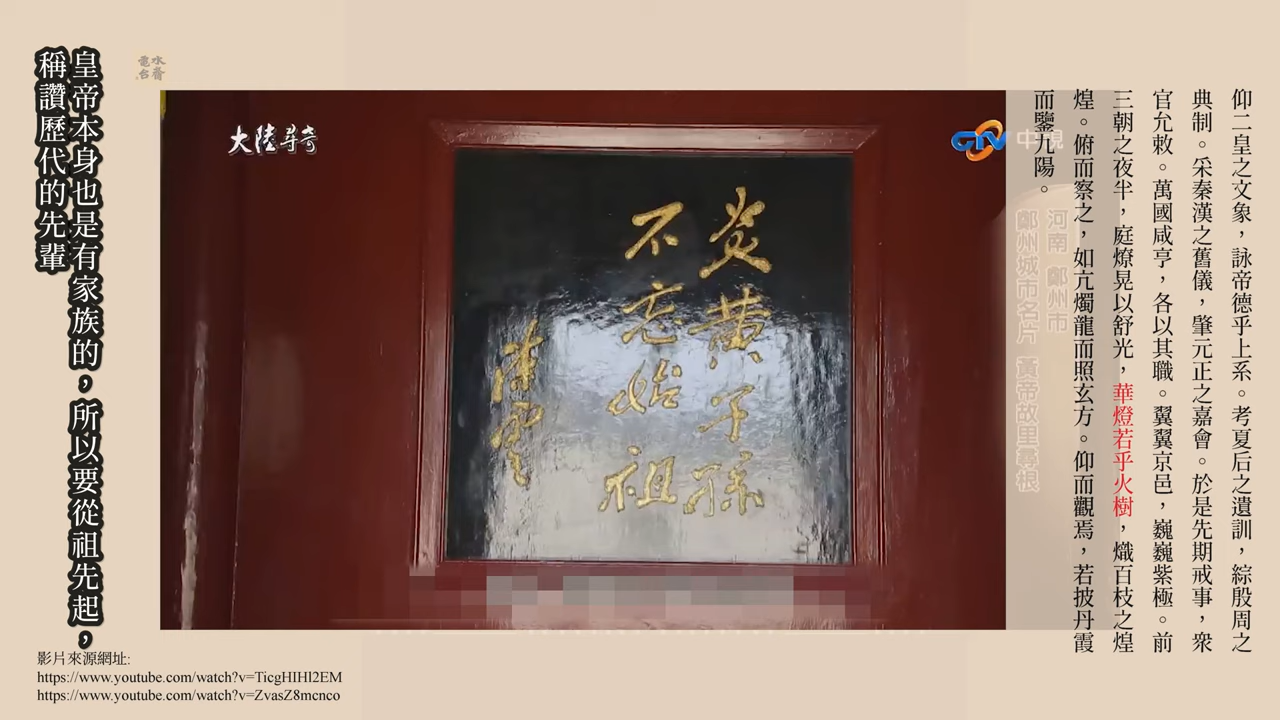 皇帝本身也是有家族的，所以要從祖先起，
稱讚歷代的先輩
水齋
電台
大陸尋奇
CTV 中視
炎黃子孫
不忘始祖
陳雲
河南 鄭州市
鄭州城市名片 黃帝故里尋根
仰二皇之文象，詠帝德乎上系。考夏后之遺訓，綜殷周之
典制。采秦漢之舊儀，肇元正之嘉會。於是先期戒事，衆
官允敕。萬國咸亨，各以其職。翼翼京邑，巍巍紫極。前
三朝之夜半，庭燎晃以舒光，華燈若乎火樹，熾百枝之煌
煌。俯而察之，如亢燭龍而照玄方。仰而觀焉，若披丹霞
而鑒九陽。
影片來源網址:
https://www.youtube.com/watch?v=TicgHIHl2EM
https://www.youtube.com/watch?v=ZvasZ8mcnco